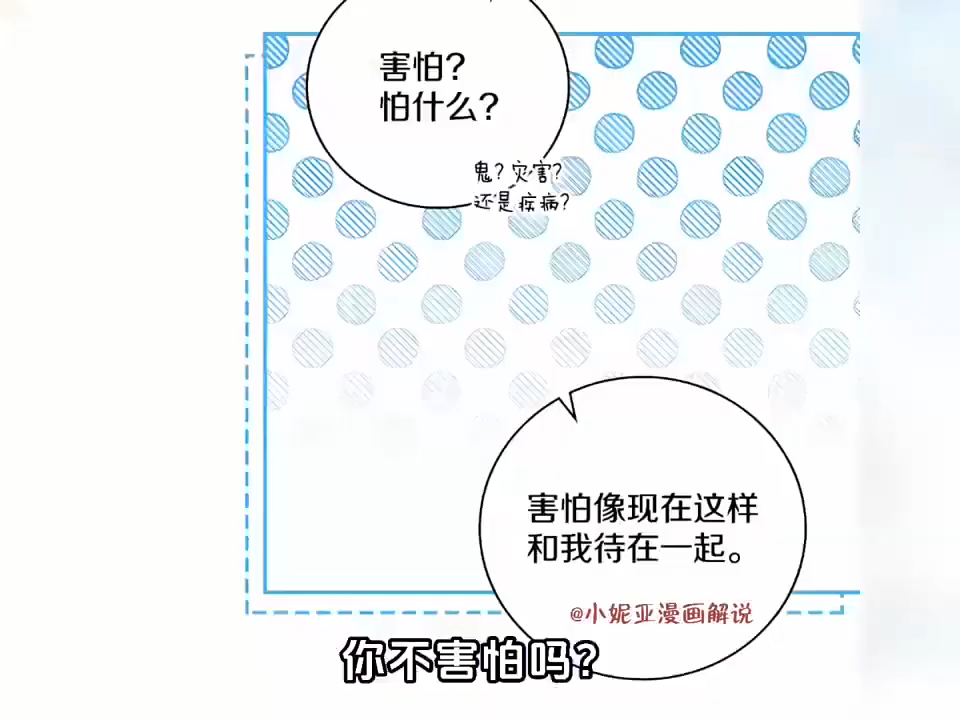 害怕?
怕什么?
鬼?灾害?
还是疾病?
害怕像现在这样
和我待在一起。
@小妮亚漫画解说
你不害怕吗?